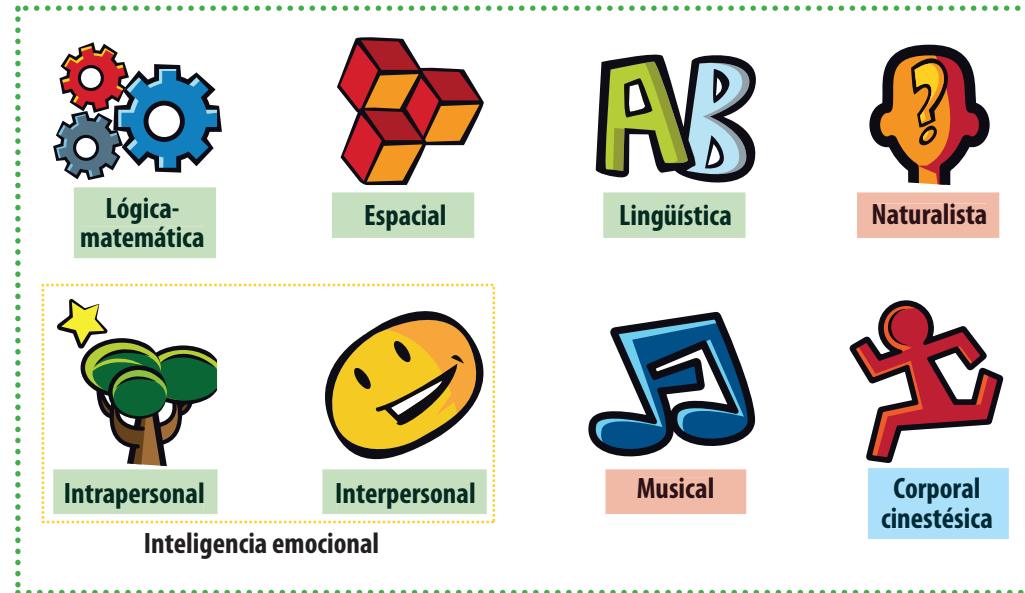 Lógica-
matemática
Espacial
Lingüística
Naturalista
Intrapersonal
Interpersonal
Musical
Corporal
cinestésica
Inteligencia emocional